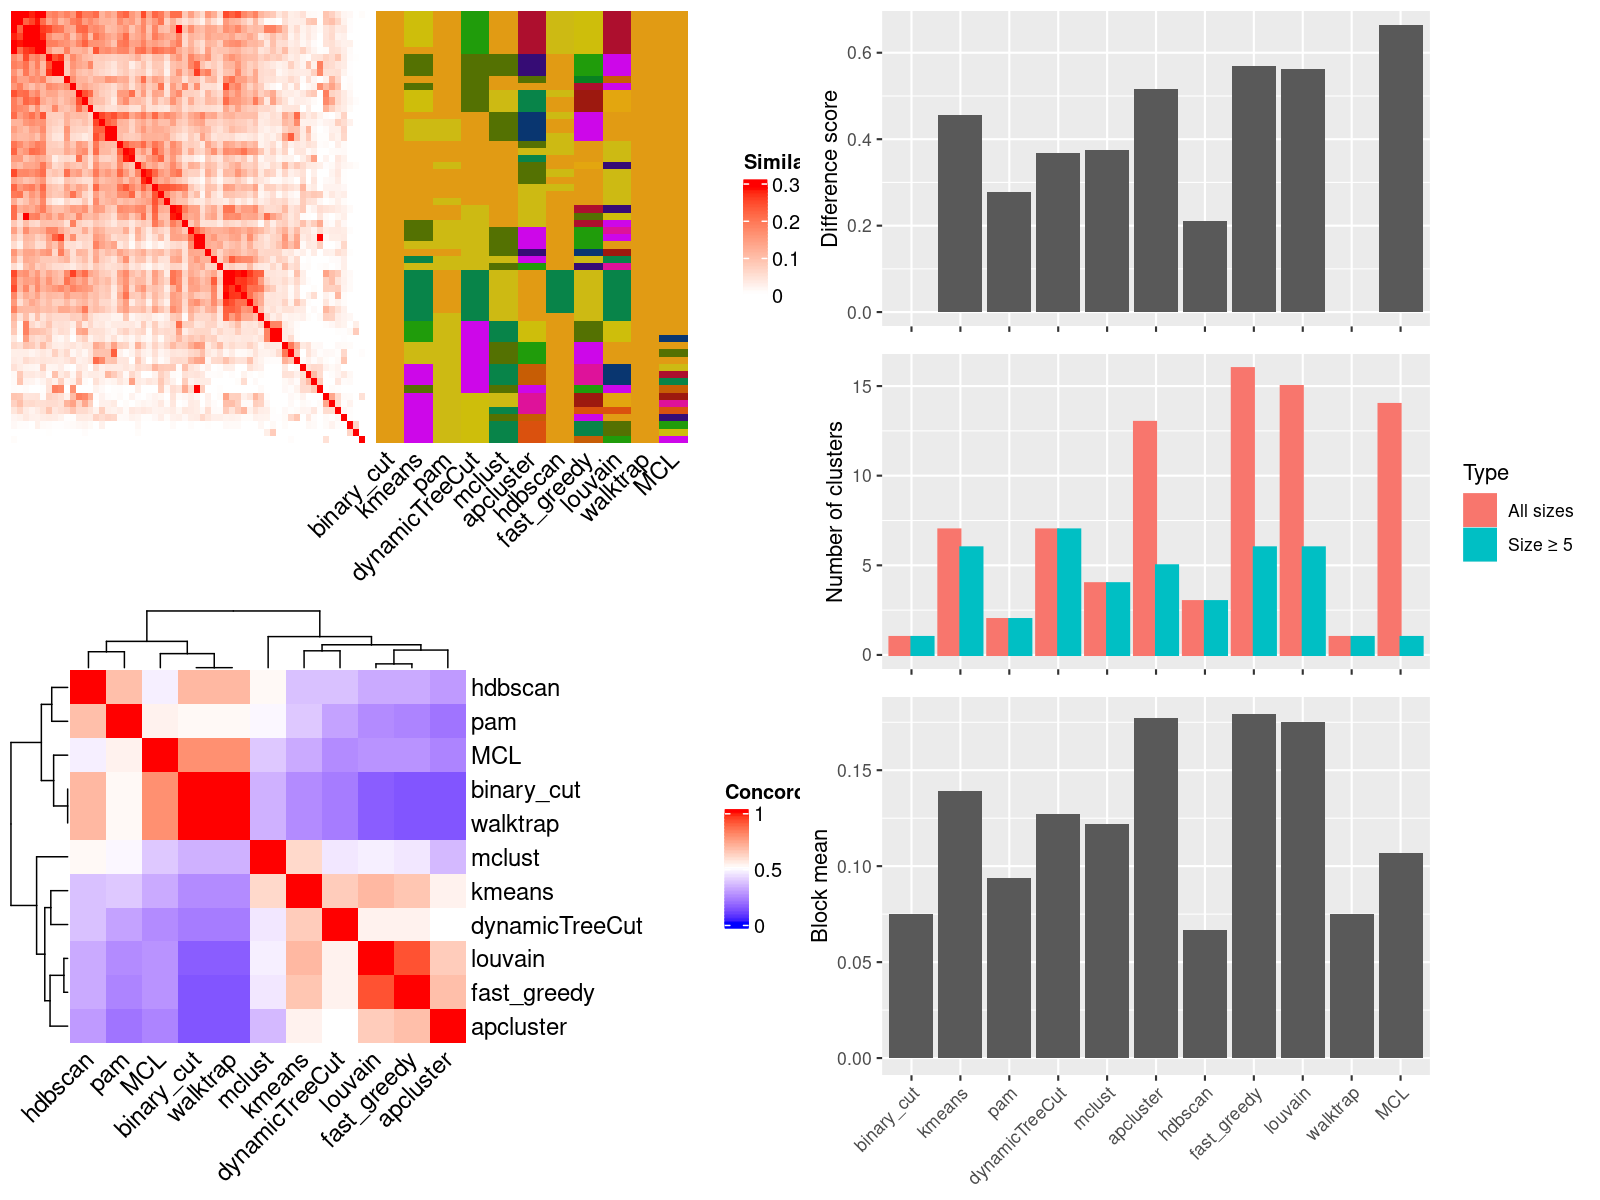 Simila
0.3
0.2
0.1
0
binary_cut
kmeans
pam
dynamicTreeCut
mclust
apcluster
hdbscan
fast_greedy
louvain
walktrap
MCL
hdbscan
pam
MCL
binary_cut
walktrap
mclust
kmeans
dynamicTreeCut
louvain
fast_greedy
apcluster
Concord
1
0.5
0
hdbscan
pam
MCL
binary_cut
walktrap
mclust
kmeans
dynamicTreeCut
louvain
fast_greedy
apcluster
Difference score
0.6
0.4
0.2
0.0
Number of clusters
15
10
5
0
Type
All sizes
Size ≥ 5
Block mean
0.15
0.10
0.05
0.00
binary_cut
kmeans
pam
dynamicTreeCut
mclust
apcluster
hdbscan
fast_greedy
louvain
walktrap
MCL